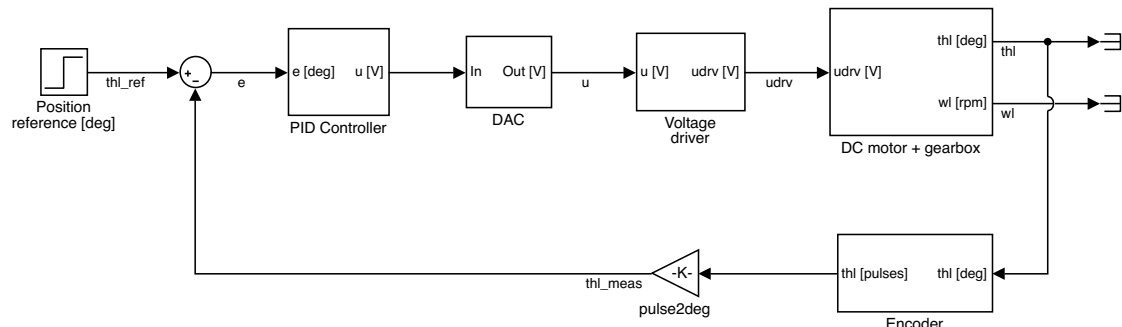 thl_ref
Position
reference [deg]
+
−
e
e [deg]
u [V]
PID Controller
In
Out [V]
DAC
u
u [V]
udrv [V]
Voltage
driver
udrv
udrv [V]
thl [deg]
wl [rpm]
DC motor + gearbox
thl
wl
thl_meas
-K-
pulse2deg
thl [pulses]
thl [deg]
Encoder